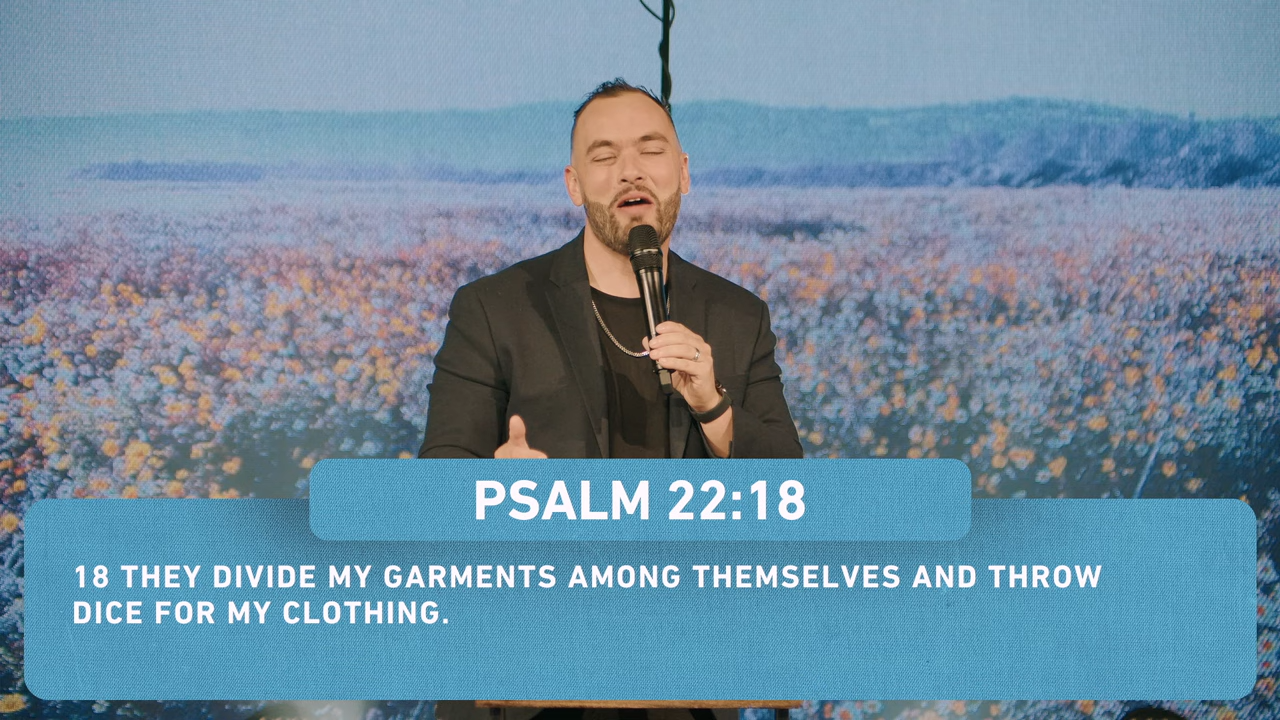 PSALM 22:18
18 THEY DIVIDE MY GARMENTS AMONG THEMSELVES AND THROW
DICE FOR MY CLOTHING.